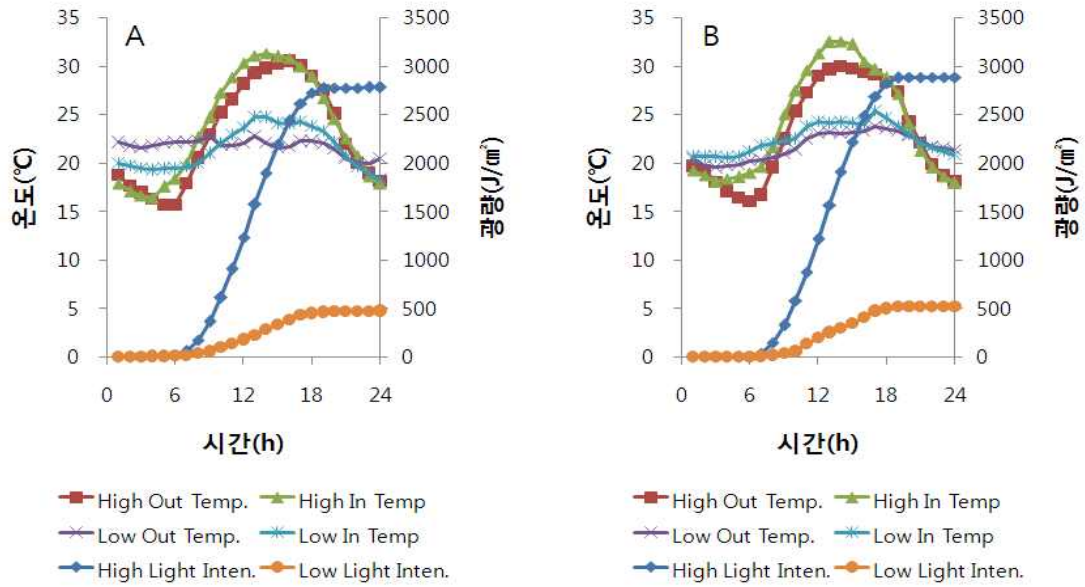 A
35
30
25
20
15
10
5
0
온도(℃)
3500
3000
2500
2000
1500
1000
500
0
광량(J/㎡)
0 6 12 18 24
시간(h)
High Out Temp. High In Temp
Low Out Temp. Low In Temp
High Light Inten. Low Light Inten.
B
35
30
25
20
15
10
5
0
온도(℃)
3500
3000
2500
2000
1500
1000
500
0
광량(J/㎡)
0 6 12 18 24
시간(h)
High Out Temp. High In Temp
Low Out Temp. Low In Temp
High Light Inten. Low Light Inten.